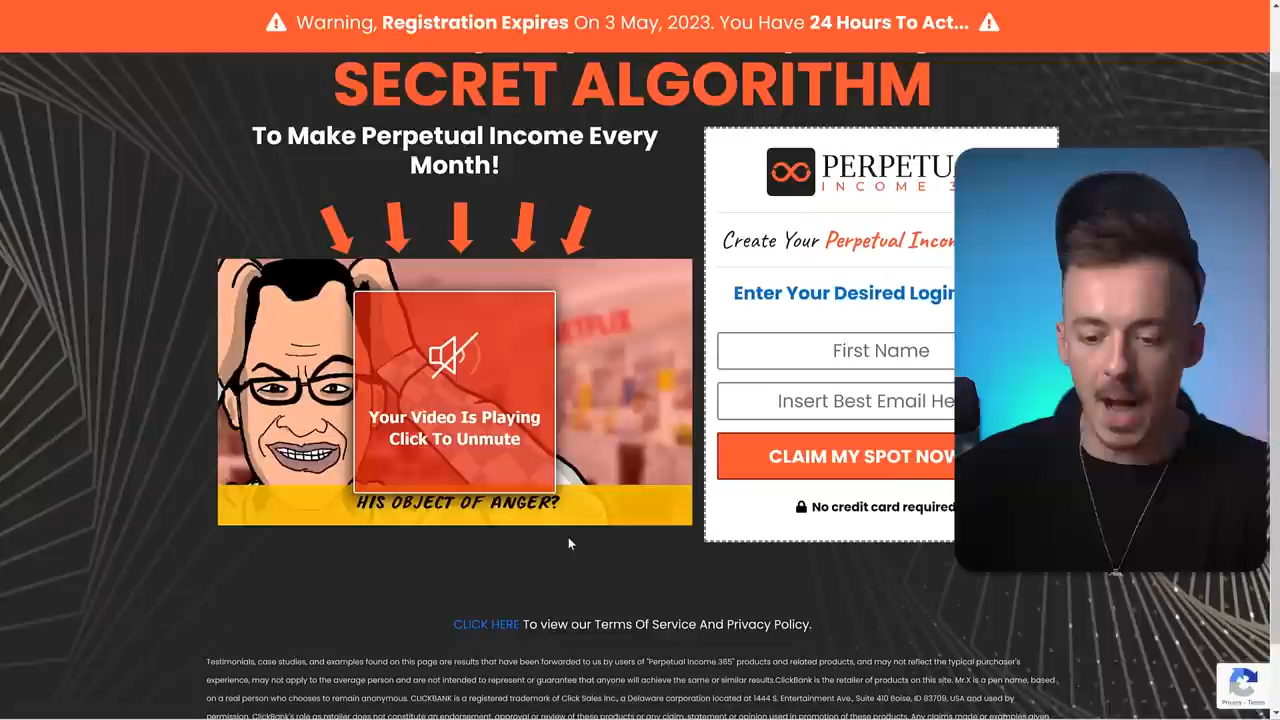 Warning, Registration Expires On 3 May, 2023. You Have 24 Hours To Act...
SECRET ALGORITHM
To Make Perpetual Income Every
Month!
PERPETU
INCOME 3
Create Your Perpetual Incom
Enter Your Desired Login
First Name
Insert Best Email He
CLAIM MY SPOT NOW
No credit card required
Your Video Is Playing
Click To Unmute
HIS OBJECT OF ANGER?
CLICK HERE To view our Terms Of Service And Privacy Policy.
Testimonials, case studies, and examples found on this page are results that have been forwarded to us by users of "Perpetual Income 365" products and related products, and may not reflect the typical purchaser's
experience, may not apply to the average person and are not intended to represent or guarantee that anyone will achieve the same or similar results.ClickBank is the retailer of products on this site. Mr.X is a pen name, based
on a real person who chooses to remain anonymous. CLICKBANK is a registered trademark of Click Sales Inc., a Delaware corporation located at 1444 S. Entertainment Ave., Suite 410 Boise, ID 83709, USA and used by
permission. ClickBank's role as retailer does not constitute an endorsement, approval or review of these products or any claim, statement or opinion used in promotion of these products. Any claims made or examples given
Privacy - Terms